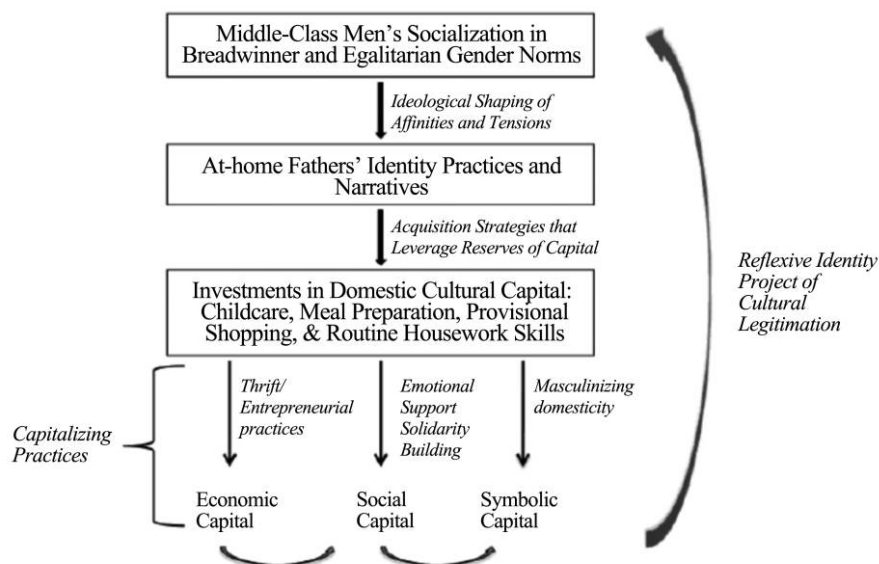 Middle-Class Men's Socialization in
Breadwinner and Egalitarian Gender Norms
Ideological Shaping of
Affinities and Tensions
At-home Fathers' Identity Practices and
Narratives
Acquisition Strategies that
Leverage Reserves of Capital
Reflexive Identity
Project of
Cultural
Legitimation
Investments in Domestic Cultural Capital:
Childcare, Meal Preparation, Provisional
Shopping, & Routine Housework Skills
Capitalizing
Practices
Thrift/
Entrepreneurial
practices
Emotional
Support
Solidarity
Building
Masculinizing
domesticity
Economic
Capital
Social
Capital
Symbolic
Capital